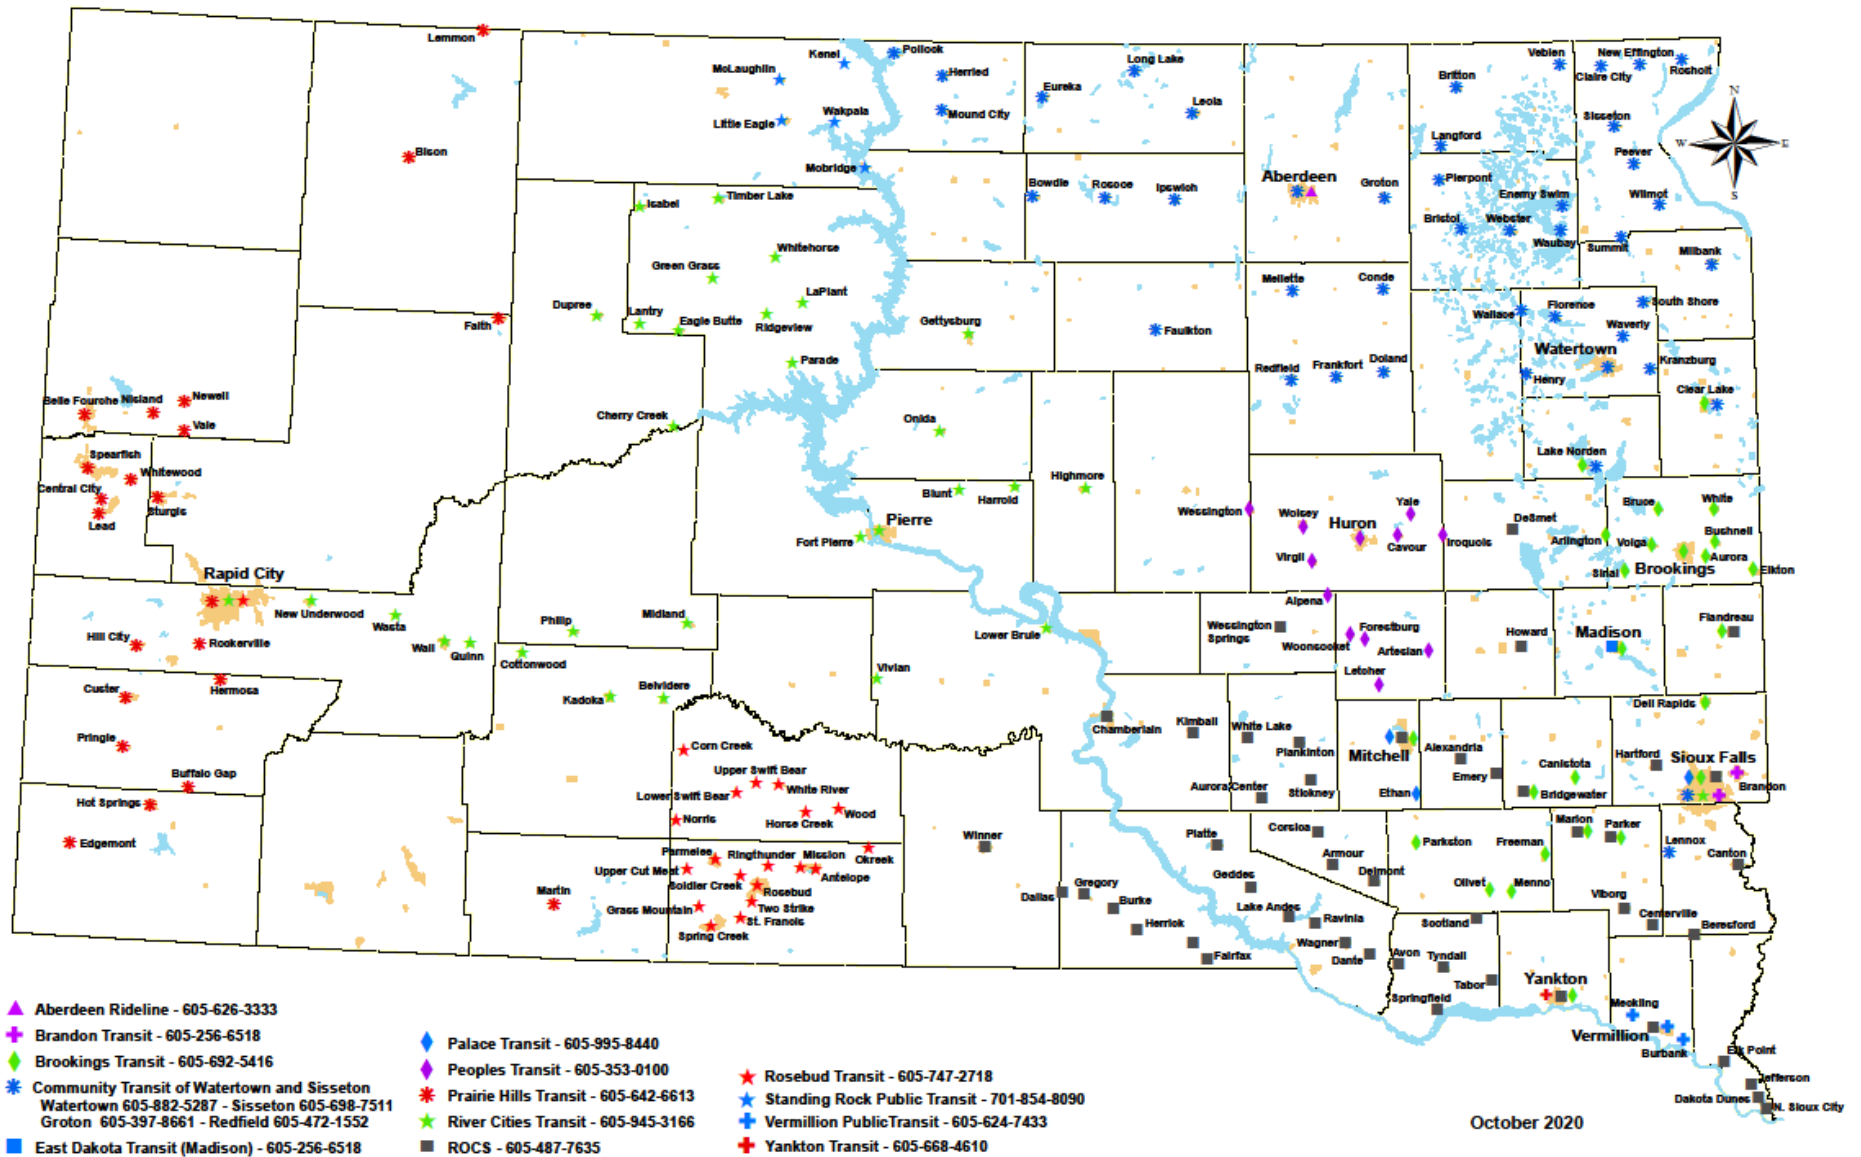 Lemmon
Kenel
Pollock
McLaughlin
Herried
Long Lake
Veblen
New Effington
Claire City
Rosholt
Britton
Eureka
Leola
Wakpala
Little Eagle
Mound City
Sisseton
Langford
N
W
E
S
Bison
Mobridge
Peever
Bowdle
Roscoe
Ipswich
Aberdeen
Groton
Pierpont
Enemy Swim
Wilmot
Isabel
Timber Lake
Bristol
Webster
Waubay
Summit
Whitehorse
Green Grass
Milbank
Mellette
Conde
LaPlant
Dupree
Lantry
Eagle Butte
Ridgeview
Faith
Gettysburg
Faulkton
Wallace
Florence
South Shore
Waverly
Watertown
Parade
Redfield
Frankfort
Doland
Kranzburg
Henry
Clear Lake
Belle Fourche
Nisland
Newell
Vale
Cherry Creek
Onida
Spearfish
Whitewood
Central City
Sturgis
Lead
Lake Norden
Highmore
Blunt
Harrold
Pierre
Fort Pierre
Wessington
Wolsey
Yale
Huron
Cavour
Iroquois
Virgil
DeSmet
Bruce
White
Arlington
Volga
Bushnell
Aurora
Sinai
Brookings
Elkton
Rapid City
New Underwood
Wasta
Hill City
Rockerville
Wall
Quinn
Philip
Midland
Cottonwood
Lower Brule
Alpena
Wessington
Springs
Woonsocket
Forestburg
Artesian
Letcher
Howard
Madison
Flandreau
Custer
Hermosa
Kadoka
Belvidere
Vivian
Pringle
Buffalo Gap
Hot Springs
Edgemont
Corn Creek
Upper Swift Bear
Lower Swift Bear
White River
Norris
Horse Creek
Wood
Chamberlain
Kimball
White Lake
Plankinton
Mitchell
Alexandria
Dell Rapids
Hartford
Sioux Falls
Canistota
Emery
Bridgewater
Brandon
Aurora Center
Stickney
Ethan
Parmelee
Ringthunder
Mission
Okreek
Upper Cut Meat
Soldier Creek
Antelope
Rosebud
Martin
Grass Mountain
Two Strike
St. Francis
Spring Creek
Winner
Platte
Corsica
Parkston
Freeman
Marion
Parker
Lennox
Canton
Armour
Delmont
Geddes
Olivet
Menno
Dallas
Gregory
Burke
Herrick
Fairfax
Lake Andes
Ravinia
Wagner
Dante
Scotland
Avon
Tyndall
Tabor
Springfield
Viborg
Centerville
Beresford
Yankton
Meckling
Vermillion
Burbank
Elk Point
Jefferson
Dakota Dunes
N. Sioux City
Aberdeen Rideline - 605-626-3333
Brandon Transit - 605-256-6518
Brookings Transit - 605-692-5416
Community Transit of Watertown and Sisseton
Watertown 605-882-5287 - Sisseton 605-698-7511
Groton 605-397-8661 - Redfield 605-472-1552
East Dakota Transit (Madison) - 605-256-6518
Palace Transit - 605-995-8440
Peoples Transit - 605-353-0100
Prairie Hills Transit - 605-642-6613
River Cities Transit - 605-945-3166
ROCS - 605-487-7635
Rosebud Transit - 605-747-2718
Standing Rock Public Transit - 701-854-8090
Vermillion PublicTransit - 605-624-7433
Yankton Transit - 605-668-4610
October 2020